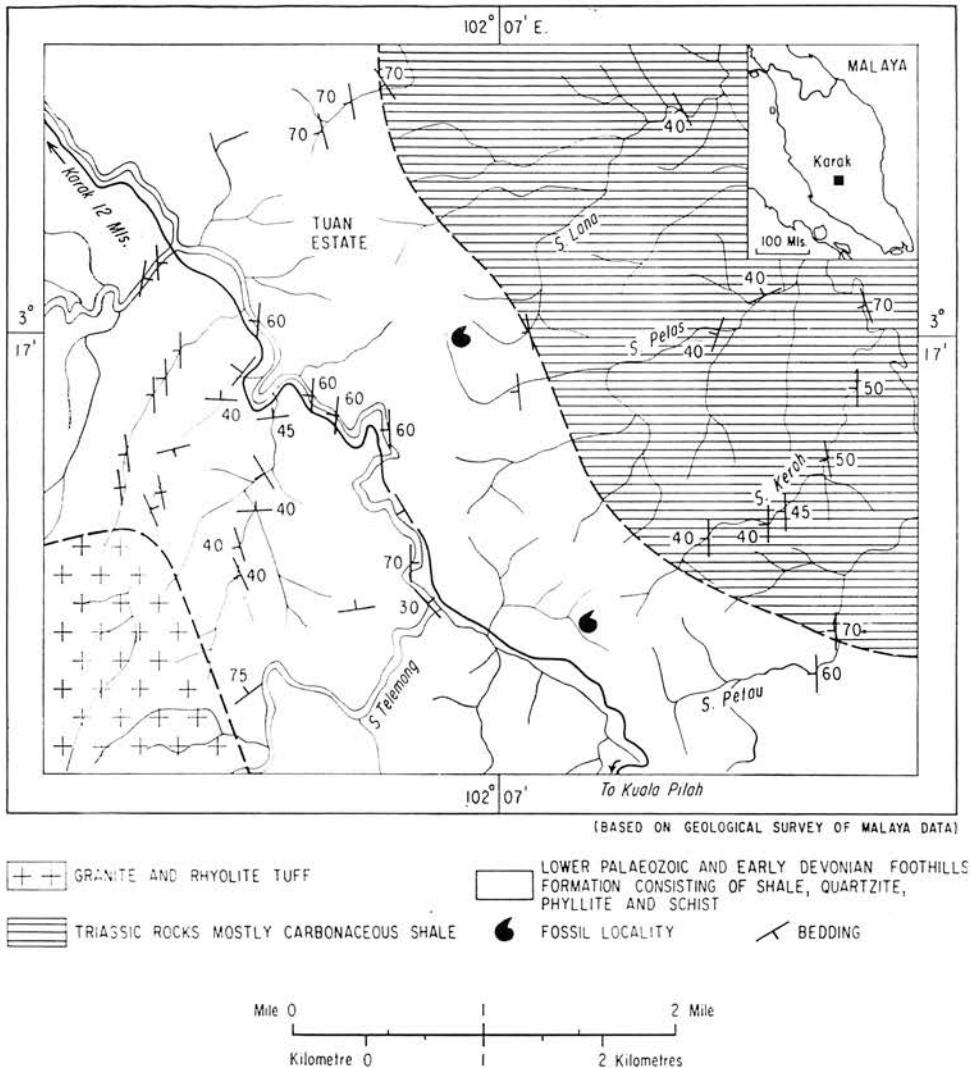 102° 07' E.
MALAYA
Karak
100 Mls.
Karak 12 Mls.
TUAN
ESTATE
S. Lana
S. Pelas
S. Kerah
S. Petau
S. Telemong
70
70
70
40
40
70
40
50
50
45
40
40
70
60
60
60
60
60
40
45
40
40
40
70
30
75
3°
17'
3°
17'
102° 07'
To Kuala Pilah
(BASED ON GEOLOGICAL SURVEY OF MALAYA DATA)
GRANITE AND RHYOLITE TUFF
LOWER PALAEOZOIC AND EARLY DEVONIAN FOOTHILLS
FORMATION CONSISTING OF SHALE, QUARTZITE,
PHYLLITE AND SCHIST
TRIASSIC ROCKS MOSTLY CARBONACEOUS SHALE
FOSSIL LOCALITY
BEDDING
Mile 0 1 2 Mile
Kilometre 0 1 2 Kilometres